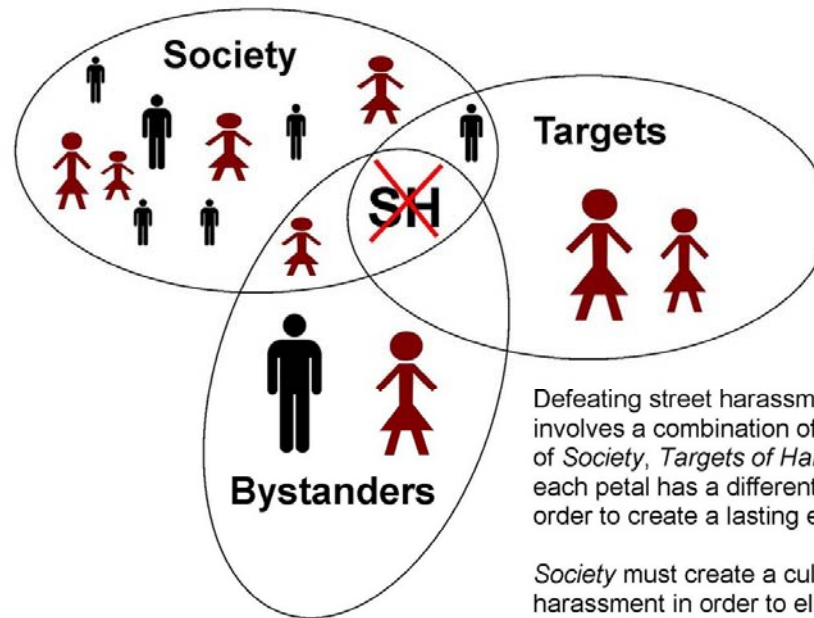 Society
Targets
SH
Bystanders
Defeating street harassm
involves a combination of
of Society, Targets of Ha
each petal has a different
order to create a lasting e
Society must create a cul
harassment in order to el